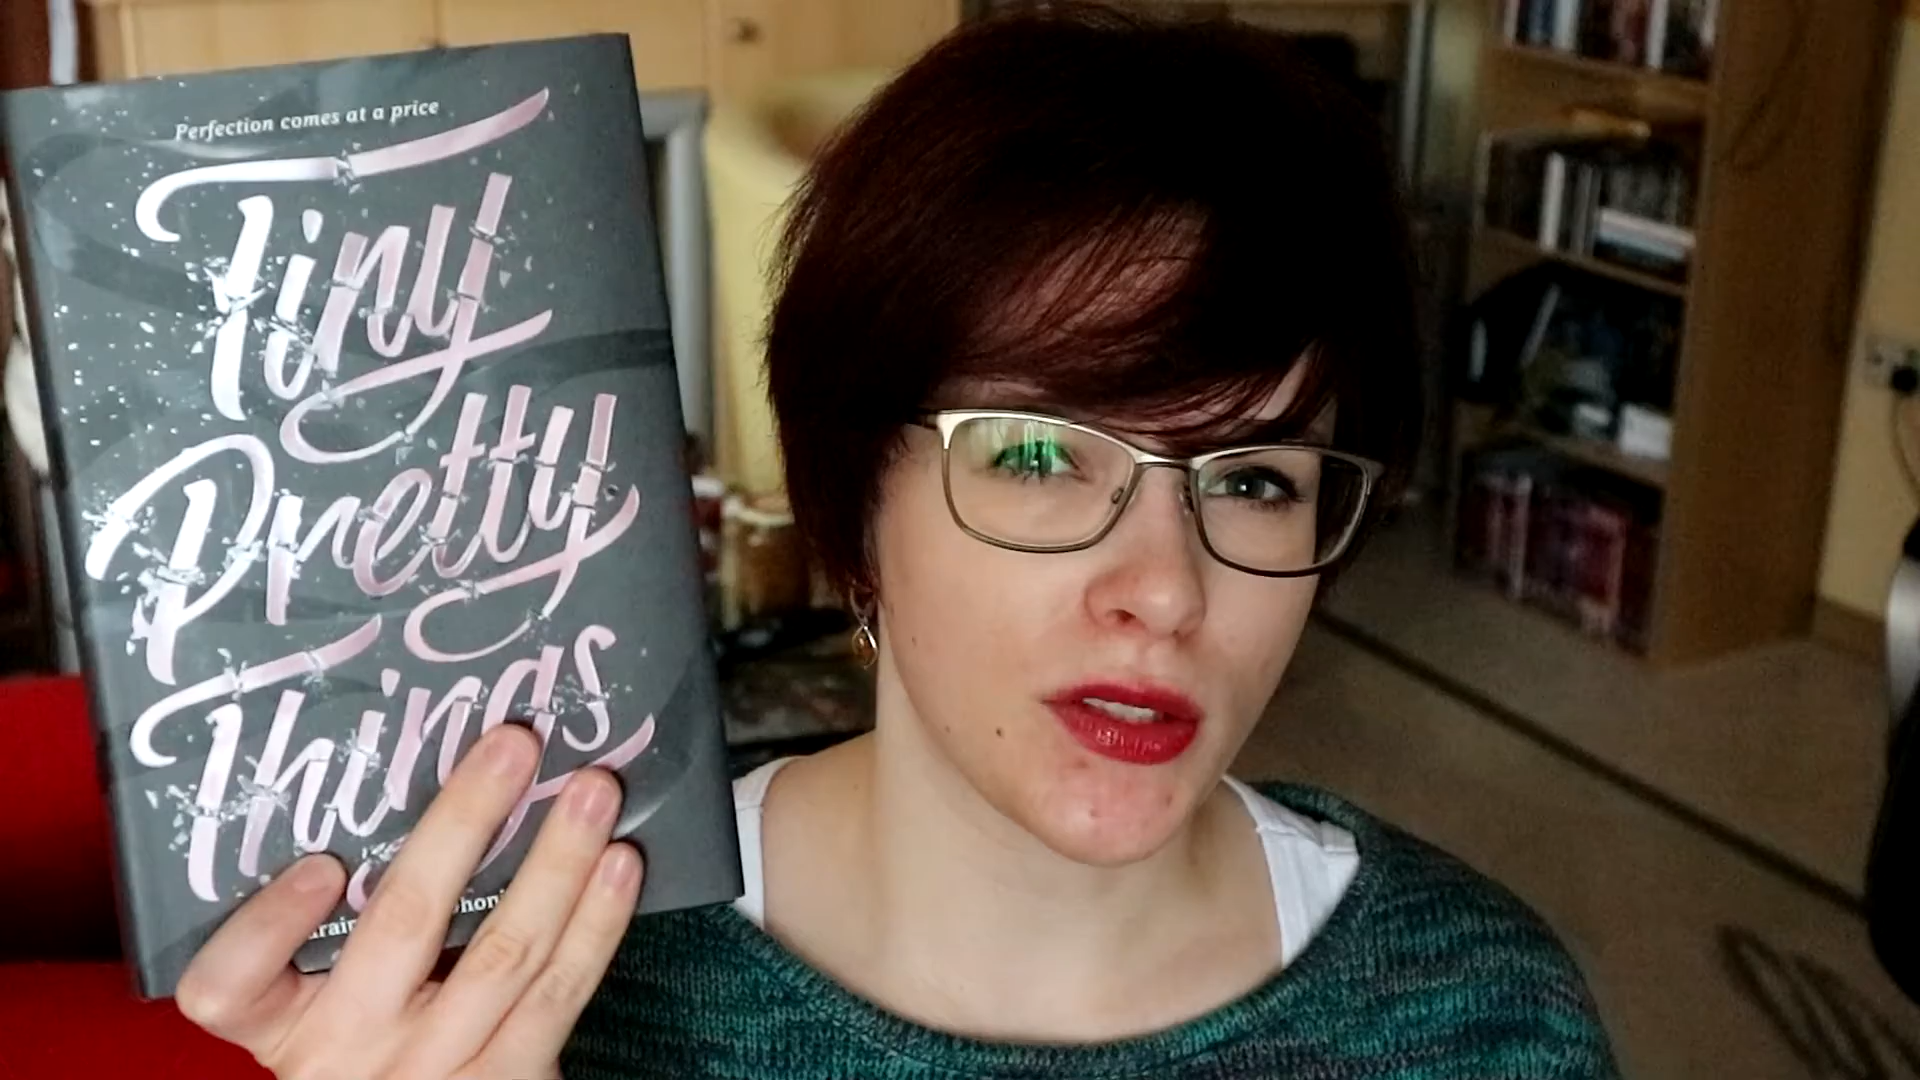 Perfection comes at a price
Tiny
Pretty
Things